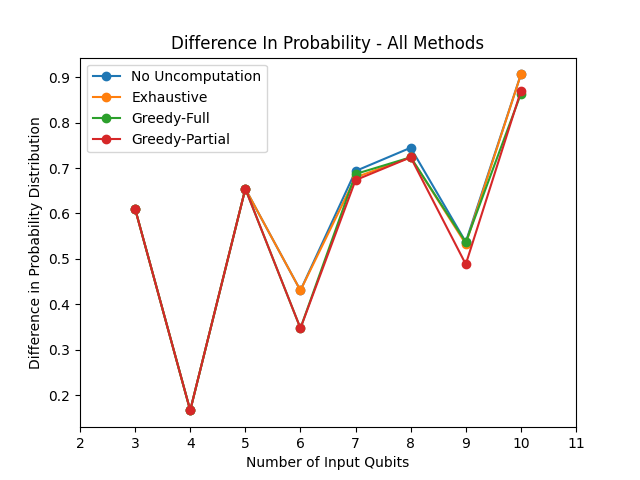 Difference In Probability - All Methods
No Uncomputation
Exhaustive
Greedy-Full
Greedy-Partial
Difference in Probability Distribution
0.9
0.8
0.7
0.6
0.5
0.4
0.3
0.2
2 3 4 5 6 7 8 9 10 11
Number of Input Qubits